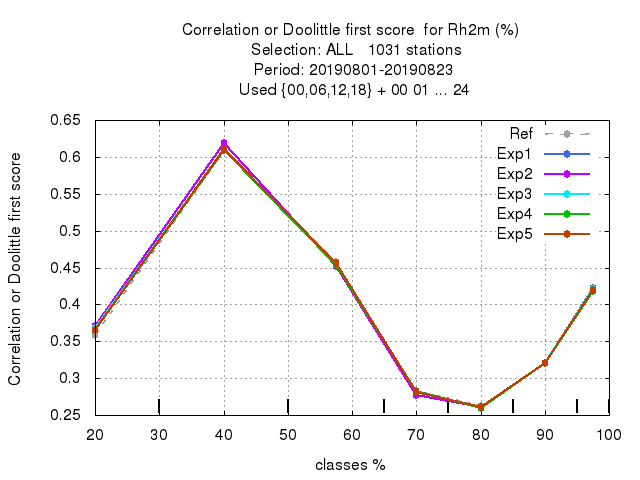 Correlation or Doolittle first score  for Rh2m (%)
Selection: ALL   1031 stations
Period: 20190801-20190823
Used {00,06,12,18} + 00 01 ... 24
Correlation or Doolittle first score
0.65
0.6
0.55
0.5
0.45
0.4
0.35
0.3
0.25
Ref
Exp1
Exp2
Exp3
Exp4
Exp5
20 30 40 50 60 70 80 90 100
classes %